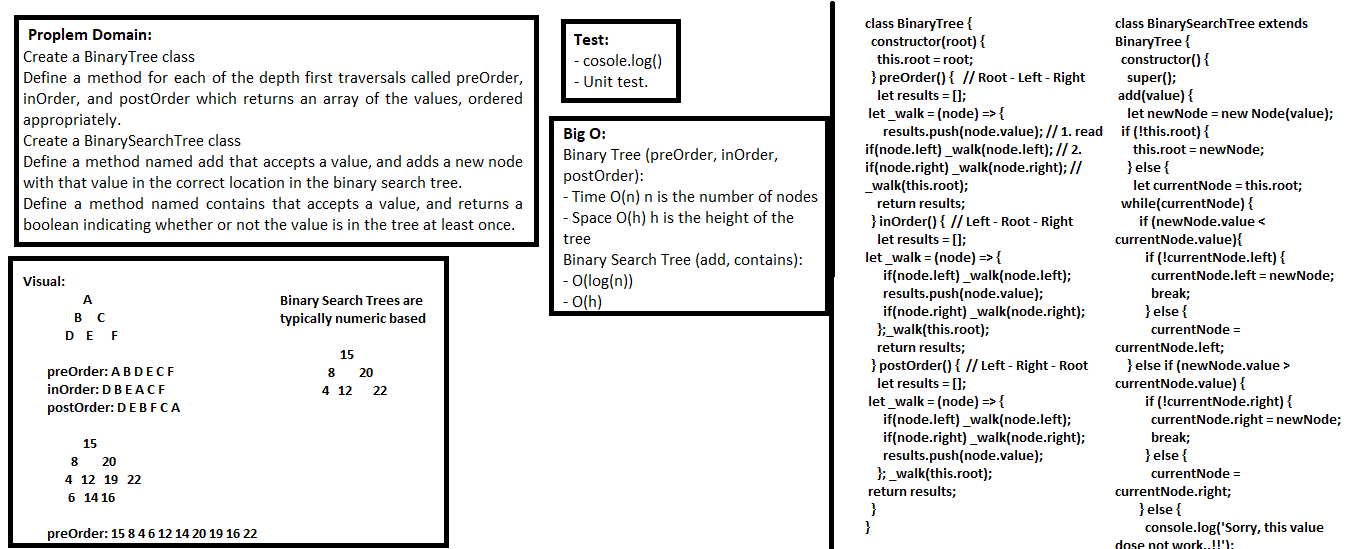 Proplem Domain:
Create a BinaryTree class
Define a method for each of the depth first traversals called preOrder,
inOrder, and postOrder which returns an array of the values, ordered
appropriately.
Create a BinarySearchTree class
Define a method named add that accepts a value, and adds a new node
with that value in the correct location in the binary search tree.
Define a method named contains that accepts a value, and returns a
boolean indicating whether or not the value is in the tree at least once.
Visual:
A
B C
D E F
preOrder: A B D E C F
inOrder: D B E A C F
postOrder: D E B F C A
15
8 20
4 12 19 22
6 14 16
preOrder: 15 8 4 6 12 14 20 19 16 22
Binary Search Trees are
typically numeric based
15
8 20
4 12 22
Test:
- cosole.log()
- Unit test.
Big O:
Binary Tree (preOrder, inOrder,
postOrder):
- Time O(n) n is the number of nodes
- Space O(h) h is the height of the
tree
Binary Search Tree (add, contains):
- O(log(n))
- O(h)
class BinaryTree {
constructor(root) {
this.root = root;
} preOrder() { // Root - Left - Right
let results = [];
let _walk = (node) => {
results.push(node.value); // 1. read
if(node.left) _walk(node.left); // 2.
if(node.right) _walk(node.right); //
_walk(this.root);
return results;
} inOrder() { // Left - Root - Right
let results = [];
let _walk = (node) => {
if(node.left) _walk(node.left);
results.push(node.value);
if(node.right) _walk(node.right);
};_walk(this.root);
return results;
} postOrder() { // Left - Right - Root
let results = [];
let _walk = (node) => {
if(node.left) _walk(node.left);
if(node.right) _walk(node.right);
results.push(node.value);
}; _walk(this.root);
return results;
}
}
class BinarySearchTree extends
BinaryTree {
constructor() {
super();
add(value) {
let newNode = new Node(value);
if (!this.root) {
this.root = newNode;
} else {
let currentNode = this.root;
while(currentNode) {
if (newNode.value <
currentNode.value){
if (!currentNode.left) {
currentNode.left = newNode;
break;
} else {
currentNode =
currentNode.left;
} else if (newNode.value >
currentNode.value) {
if (!currentNode.right) {
currentNode.right = newNode;
break;
} else {
currentNode =
currentNode.right;
} else {
console.log('Sorry, this value
dose not work..!!');